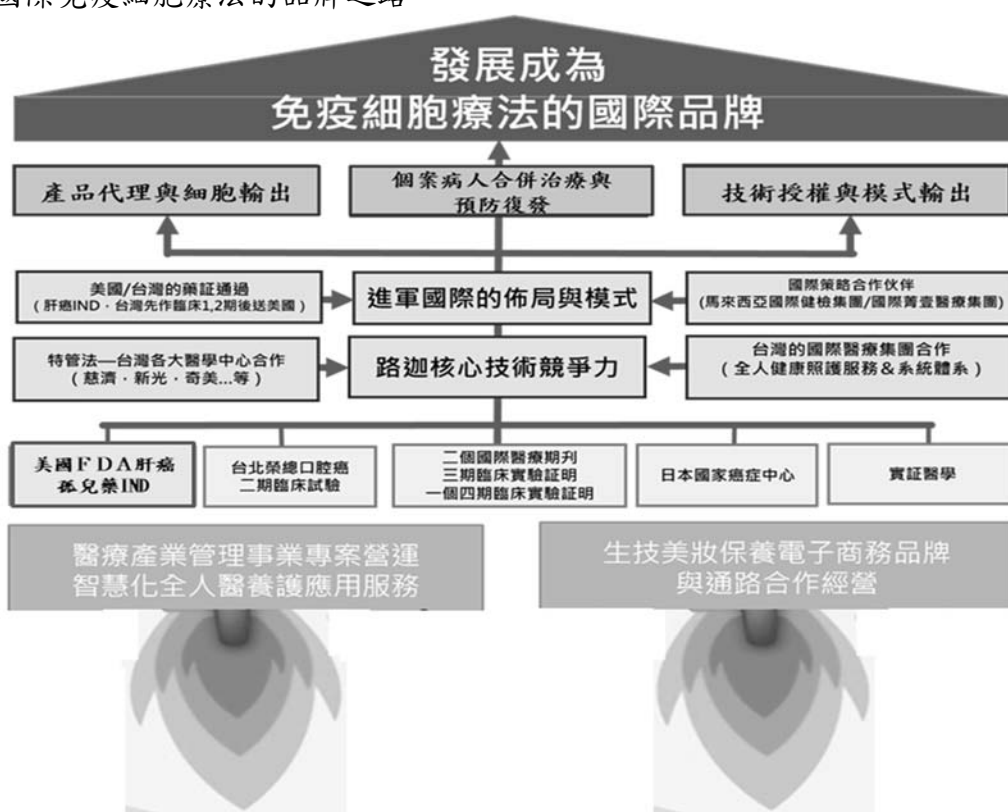 國際免疫細胞療法的品牌之路
發展成為
免疫細胞療法的國際品牌
產品代理與細胞輸出
個案病人合併治療與
預防復發
技術授權與模式輸出
美國/台灣的藥証通過
(肝癌IND﹒台灣先作臨床1,2期後送美國)
進軍國際的佈局與模式
國際策略合作伙伴
(馬來西亞國際健檢集團/國際菁壹醫療集團)
特管法—台灣各大醫學中心合作
(慈濟﹒新光﹒奇美...等)
路迦核心技術競爭力
台灣的國際醫療集團合作
(全人健康照護服務&系統體系)
美國FDA肝癌
孤兒藥IND
台北榮總口腔癌
二期臨床試驗
二個國際醫療期刊
三期臨床實驗証明
一個四期臨床實驗証明
日本國家癌症中心
實証醫學
醫療產業管理事業專案營運
智慧化全人醫養護應用服務
生技美妝保養電子商務品牌
與通路合作經營